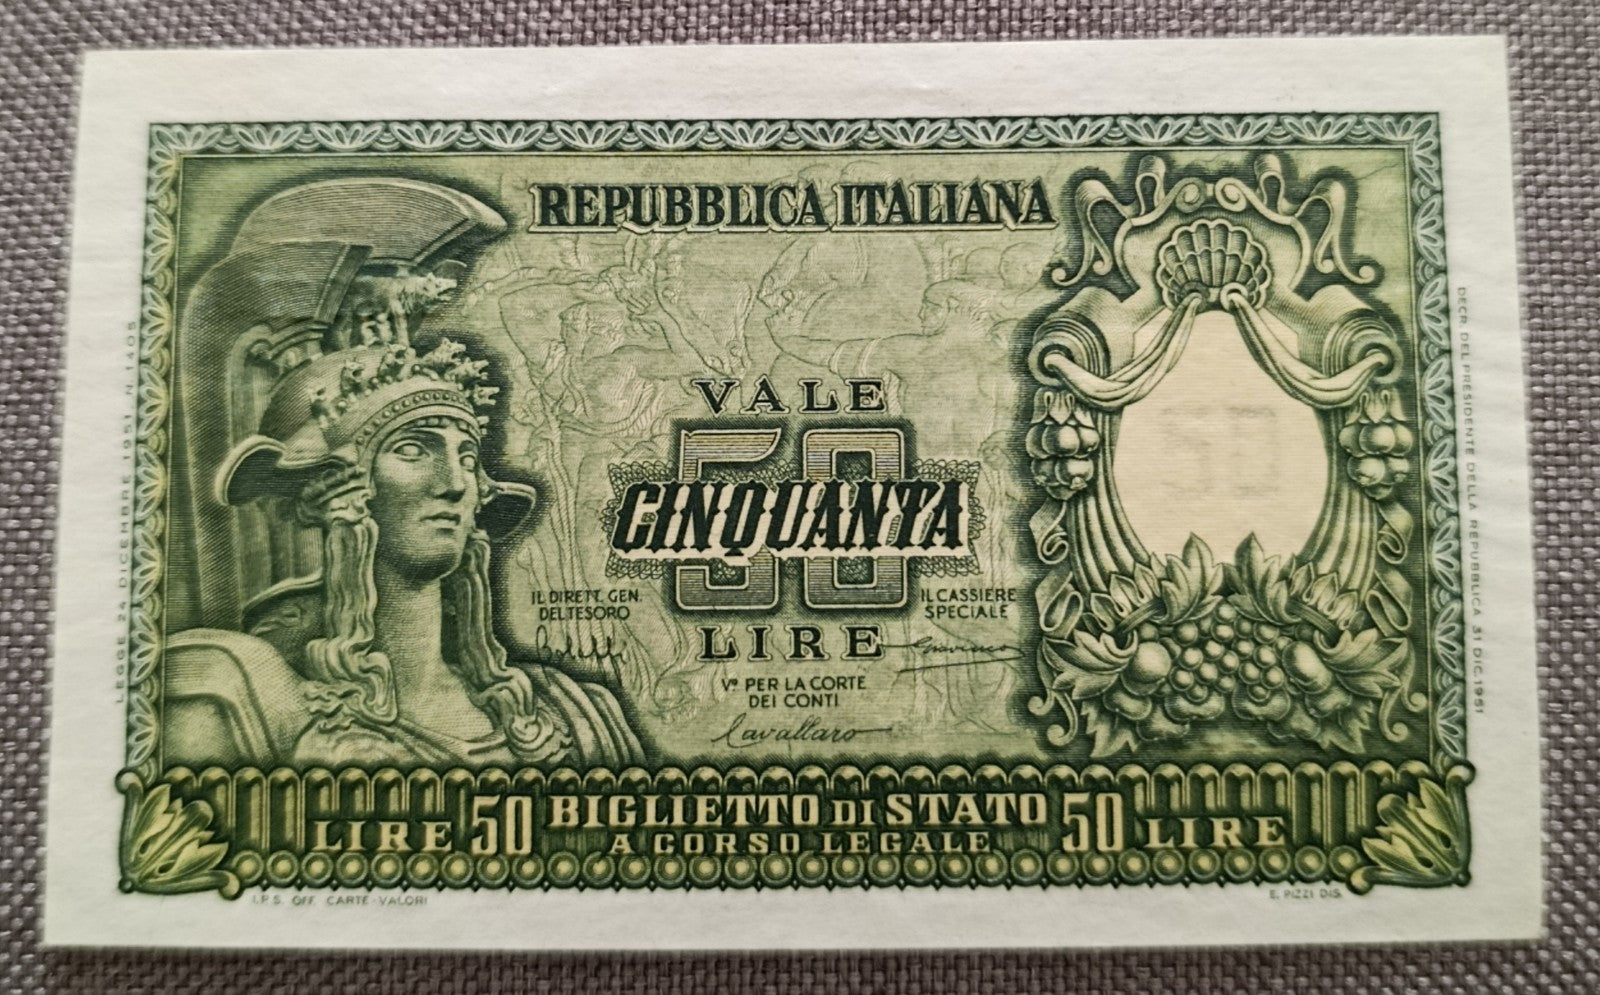 REPUBBLICA ITALIANA
VALE
50
CINQUANTA
LIRE
IL DIRETT. GEN.
DEL TESORO
IL CASSIERE
SPECIALE
Gravinco
Vº PER LA CORTE
DEI CONTI
Cavallaro
LIRE 50 BIGLIETTO DI STATO 50 LIRE
A CORSO LEGALE
I.P.S. OFF. CARTE-VALORI
E. PIZZI DIS.
LEGGE 24 DICEMBRE 1951 N. 1405
DECR. DEL PRESIDENTE DELLA REPUBBLICA 31 DIC. 1951
50